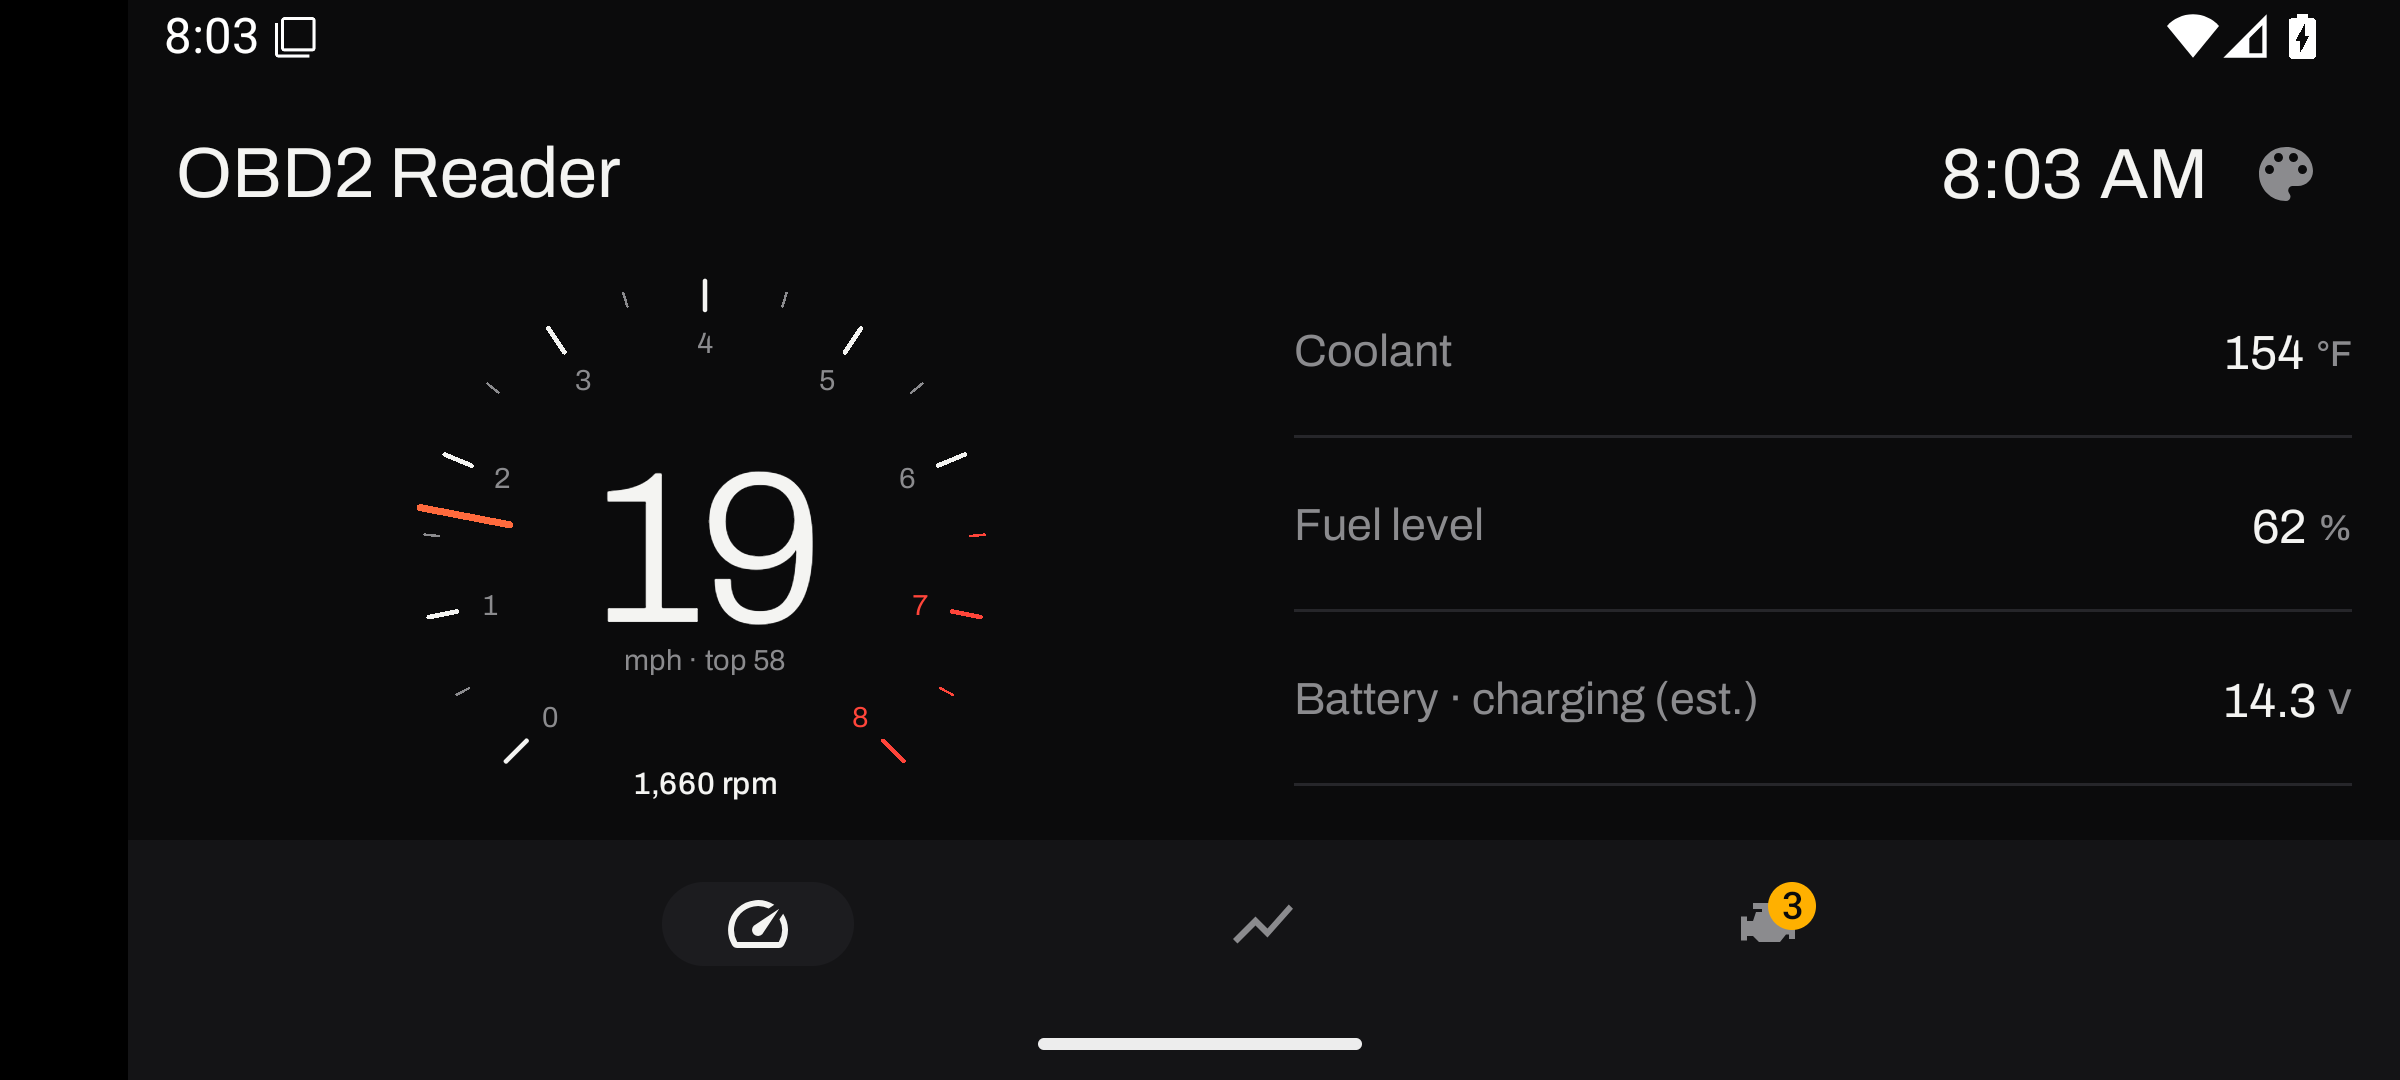 8:03
OBD2 Reader
8:03 AM
4
3
5
2
6
1
7
0
8
19
mph · top 58
1,660 rpm
Coolant
154 °F
Fuel level
62 %
Battery · charging (est.)
14.3 V
3